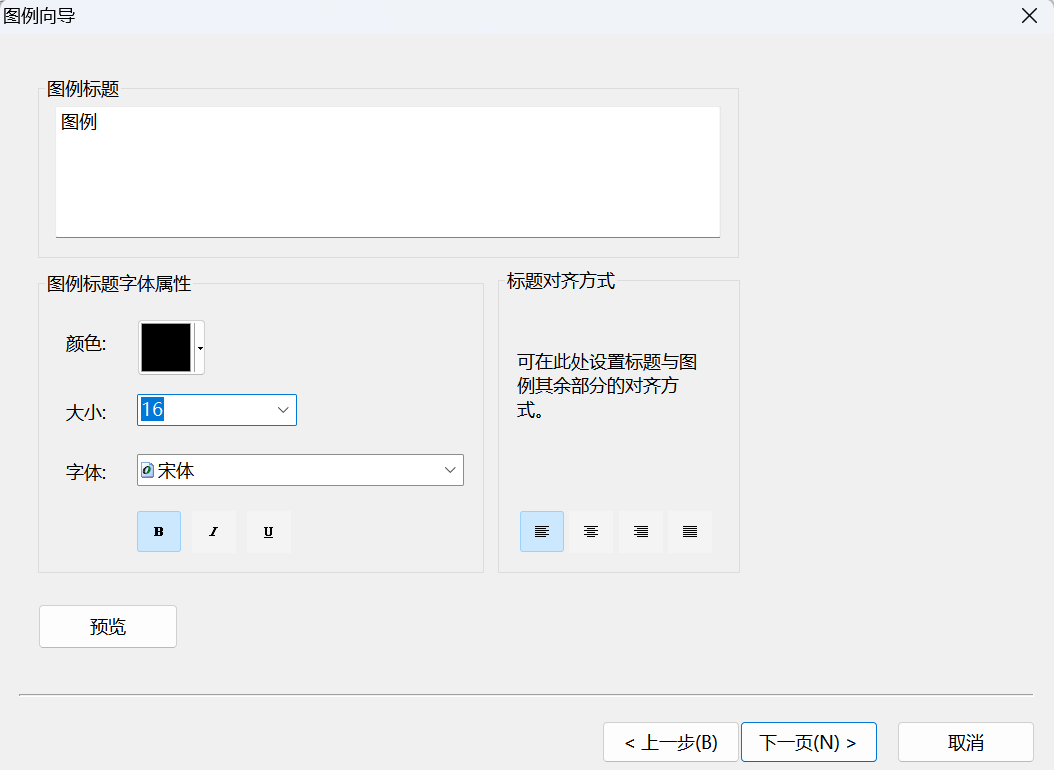 图例向导
图例标题
图例
图例标题字体属性
颜色:
大小:
16
字体:
宋体
B I U
标题对齐方式
可在此处设置标题与图
例其余部分的对齐方
式。
预览
< 上一步(B)
下一页(N) >
取消